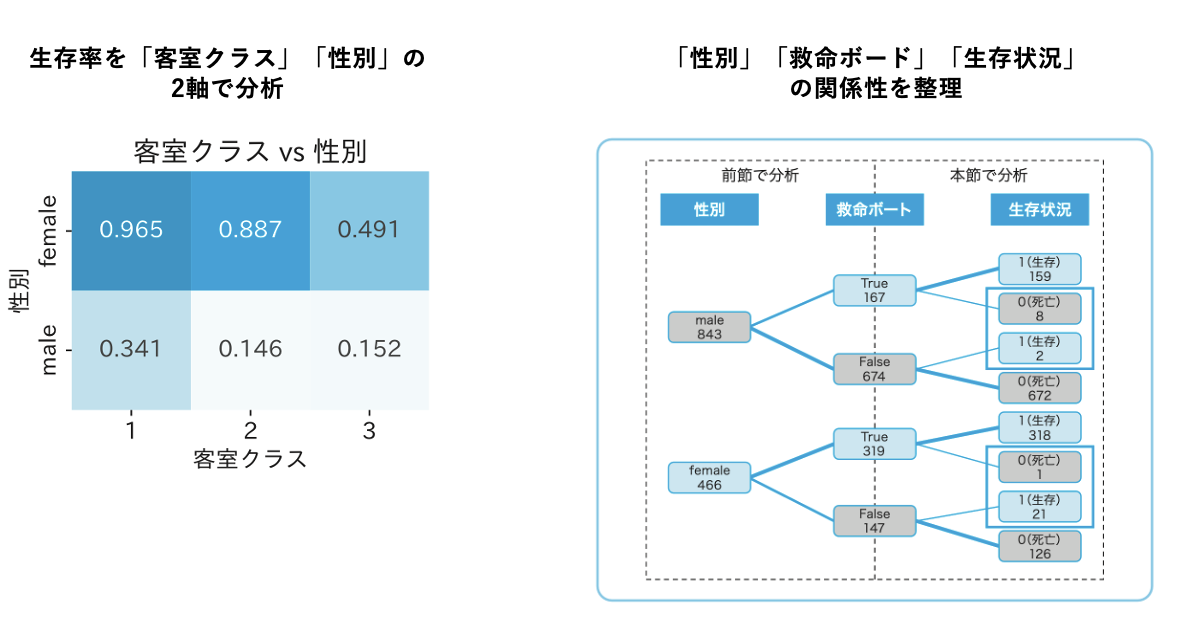 生存率を「客室クラス」「性別」の
2軸で分析
客室クラス vs 性別
性別
female
0.965 0.887 0.491
male
0.341 0.146 0.152
1 2 3
客室クラス
「性別」「救命ボード」「生存状況」
の関係性を整理
前節で分析 本節で分析
性別 救命ボート 生存状況
male
843
True
167
False
674
1(生存)
159
0(死亡)
8
1(生存)
2
0(死亡)
672
female
466
True
319
False
147
1(生存)
318
0(死亡)
1
1(生存)
21
0(死亡)
126